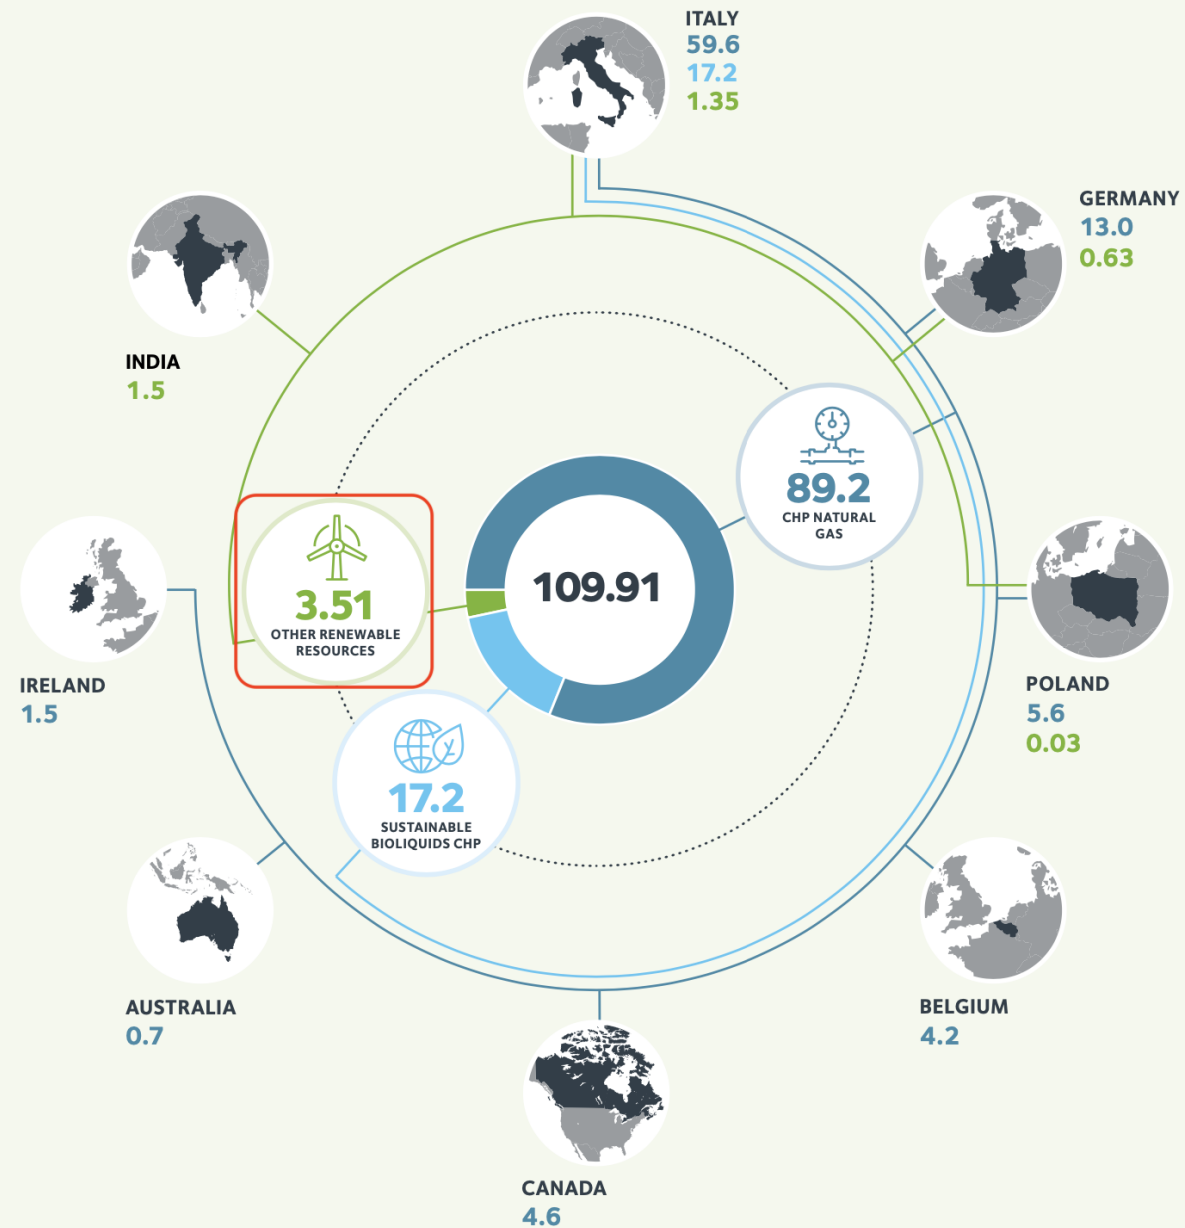 ITALY
59.6
17.2
1.35
GERMANY
13.0
0.63
INDIA
1.5
89.2
CHP NATURAL
GAS
109.91
3.51
OTHER RENEWABLE
RESOURCES
IRELAND
1.5
POLAND
5.6
0.03
17.2
SUSTAINABLE
BIOLIQUIDS CHP
AUSTRALIA
0.7
BELGIUM
4.2
CANADA
4.6